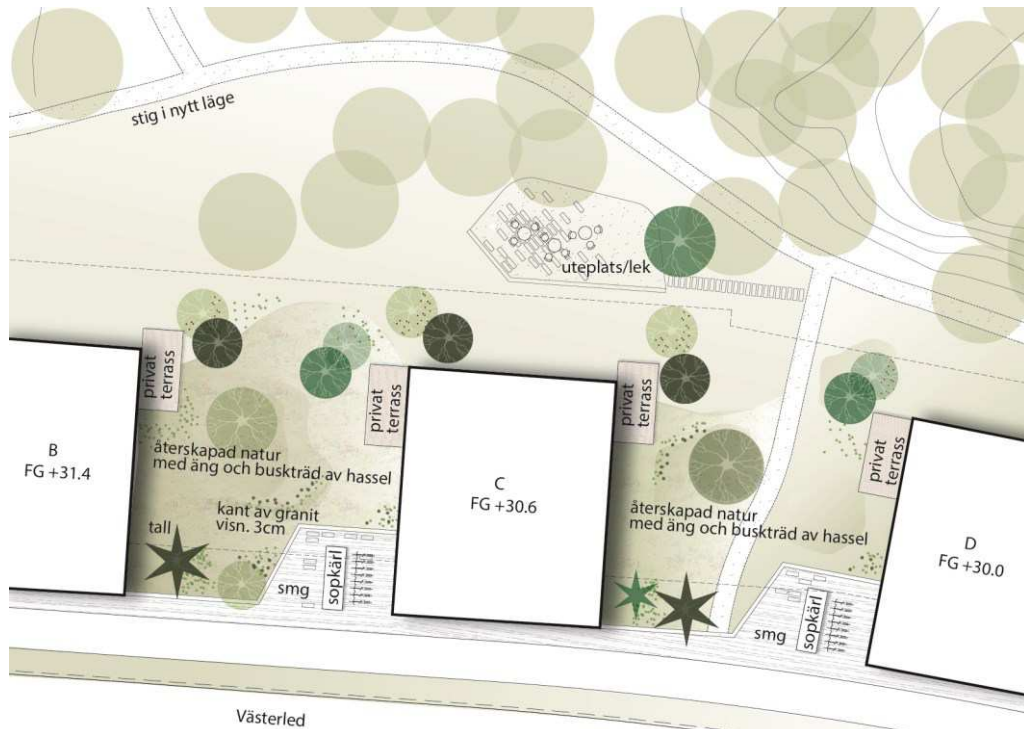 stig i nytt läge
uteplats/lek
privat
terrass
privat
terrass
privat
terrass
privat
terrass
B
FG +31.4
återskapad natur
med äng och buskträd av hassel
C
FG +30.6
återskapad natur
med äng och buskträd av hassel
D
FG +30.0
tall
kant av granit
visn. 3cm
smg
sopkärl
smg
sopkärl
Västerled